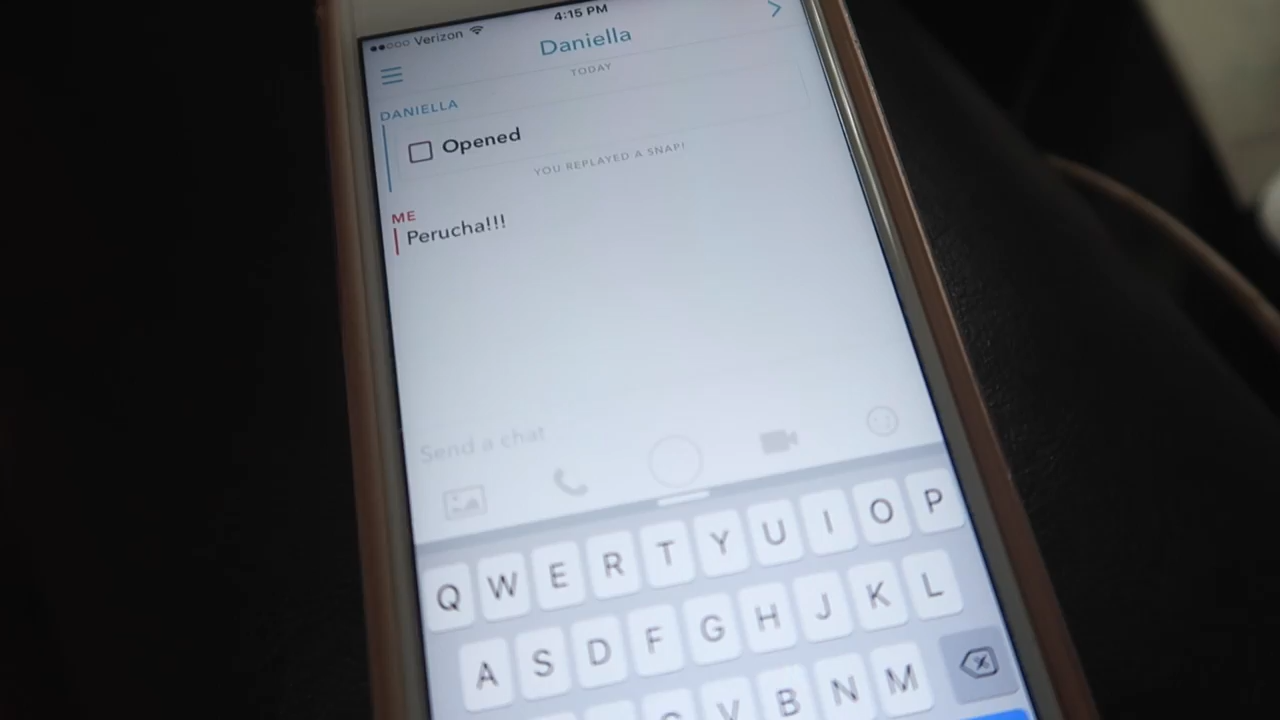 Verizon 4:15 PM
Daniella
TODAY
DANIELLA
Opened
YOU REPLAYED A SNAP!
ME
Perucha!!!
Send a chat
Q W E R T Y U I O P
A S D F G H J K L
V B N M